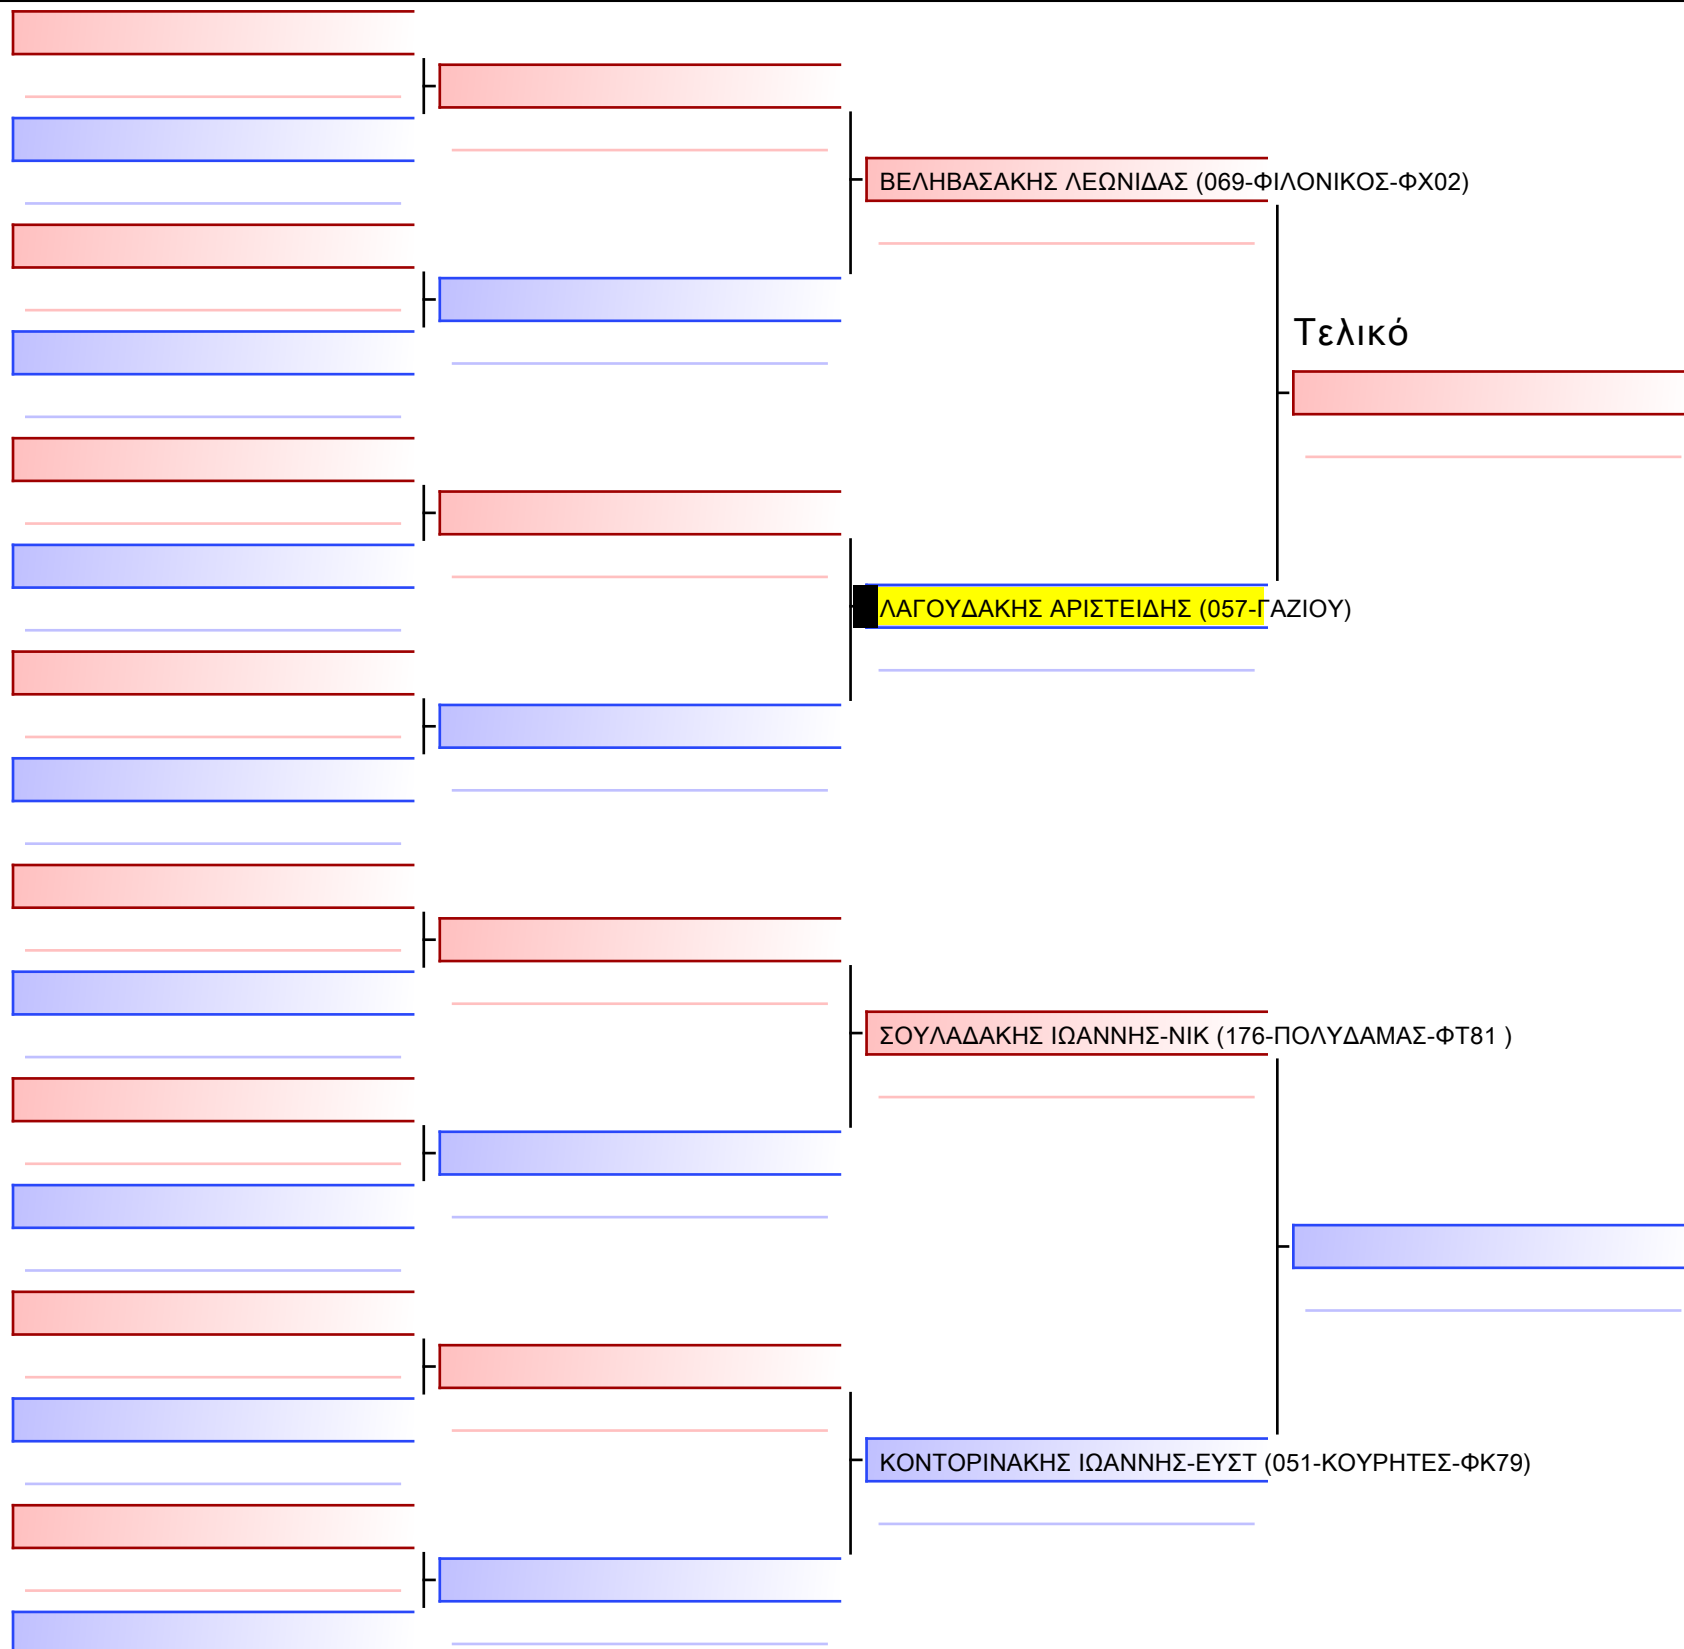 ΒΕΛΗΒΑΣΑΚΗΣ ΛΕΩΝΙΔΑΣ (069-ΦΙΛΟΝΙΚΟΣ-ΦΧ02)
Τελικό
ΛΑΓΟΥΔΑΚΗΣ ΑΡΙΣΤΕΙΔΗΣ (057-ΓΑΖΙΟΥ)
ΣΟΥΛΑΔΑΚΗΣ ΙΩΑΝΝΗΣ-ΝΙΚ (176-ΠΟΛΥΔΑΜΑΣ-ΦΤ81 )
ΚΟΝΤΟΡΙΝΑΚΗΣ ΙΩΑΝΝΗΣ-ΕΥΣΤ (051-ΚΟΥΡΗΤΕΣ-ΦΚ79)